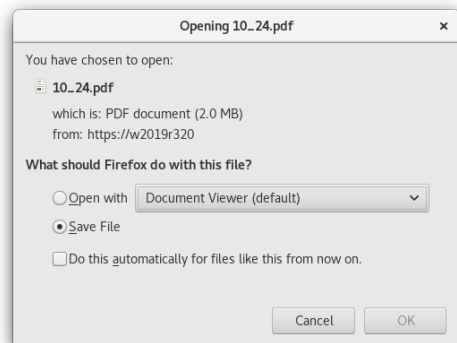 Opening 10_24.pdf
×
You have chosen to open:
10_24.pdf
which is: PDF document (2.0 MB)
from: https://w2019r320
What should Firefox do with this file?
Open with Document Viewer (default)
Save File
Do this automatically for files like this from now on.
Cancel OK